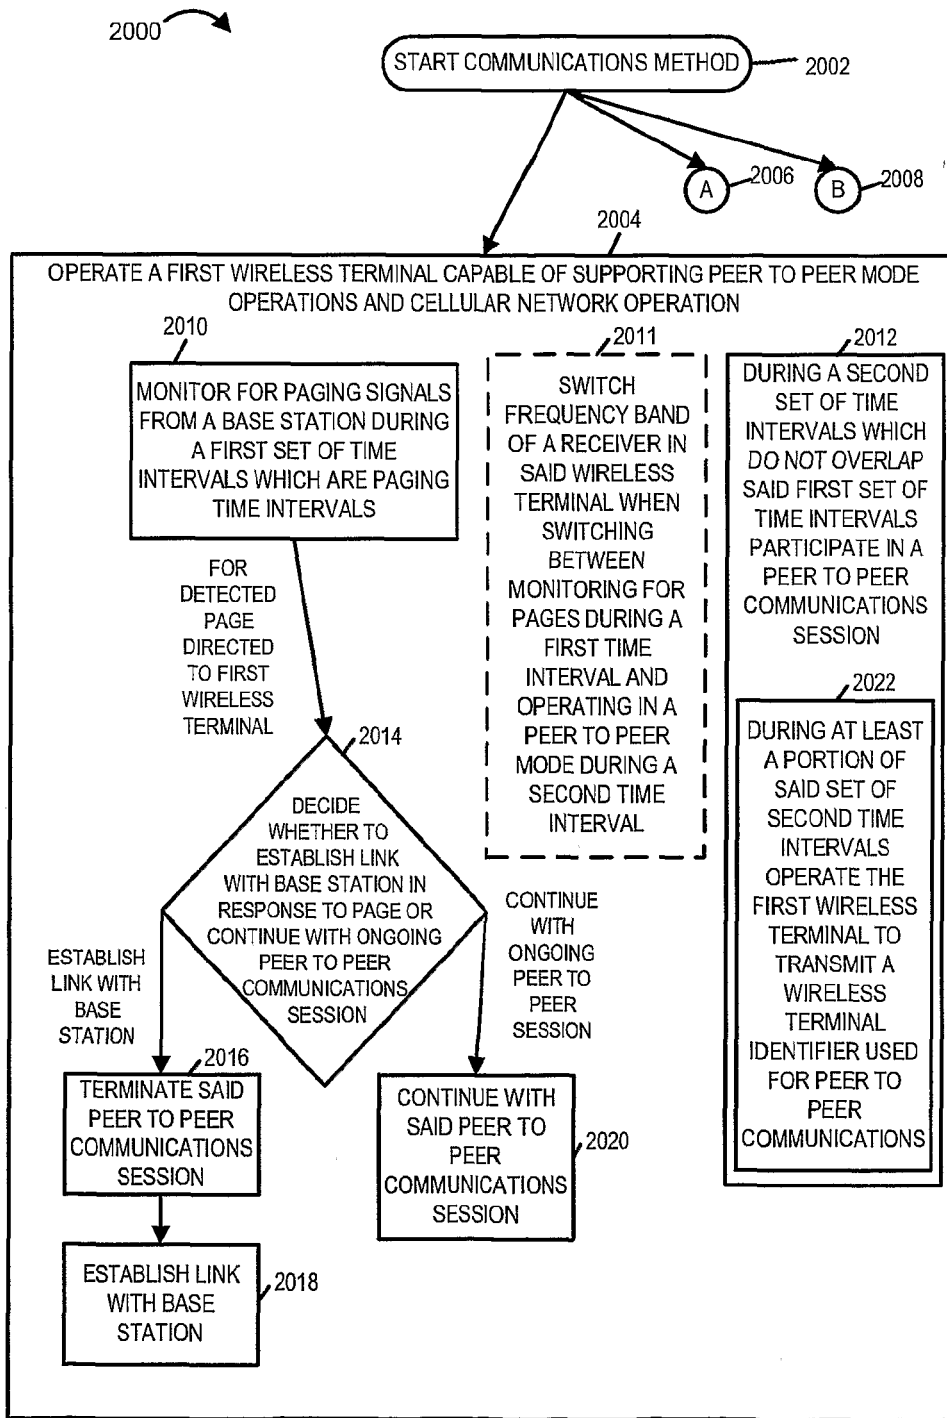 2000
START COMMUNICATIONS METHOD
2002
A
2006
B
2008
2004
OPERATE A FIRST WIRELESS TERMINAL CAPABLE OF SUPPORTING PEER TO PEER MODE
OPERATIONS AND CELLULAR NETWORK OPERATION
2010
MONITOR FOR PAGING SIGNALS
FROM A BASE STATION DURING
A FIRST SET OF TIME
INTERVALS WHICH ARE PAGING
TIME INTERVALS
2011
SWITCH
FREQUENCY BAND
OF A RECEIVER IN
SAID WIRELESS
TERMINAL WHEN
SWITCHING
BETWEEN
MONITORING FOR
PAGES DURING A
FIRST TIME
INTERVAL AND
OPERATING IN A
PEER TO PEER
MODE DURING A
SECOND TIME
INTERVAL
2012
DURING A SECOND
SET OF TIME
INTERVALS WHICH
DO NOT OVERLAP
SAID FIRST SET OF
TIME INTERVALS
PARTICIPATE IN A
PEER TO PEER
COMMUNICATIONS
SESSION
2022
DURING AT LEAST
A PORTION OF
SAID SET OF
SECOND TIME
INTERVALS
OPERATE THE
FIRST WIRELESS
TERMINAL TO
TRANSMIT A
WIRELESS
TERMINAL
IDENTIFIER USED
FOR PEER TO
PEER
COMMUNICATIONS
FOR
DETECTED
PAGE
DIRECTED
TO FIRST
WIRELESS
TERMINAL
2014
DECIDE
WHETHER TO
ESTABLISH LINK
WITH BASE STATION IN
RESPONSE TO PAGE OR
CONTINUE WITH ONGOING
PEER TO PEER
COMMUNICATIONS
SESSION
ESTABLISH
LINK WITH
BASE
STATION
CONTINUE
WITH
ONGOING
PEER TO
PEER
SESSION
2016
TERMINATE SAID
PEER TO PEER
COMMUNICATIONS
SESSION
CONTINUE WITH
SAID PEER TO
PEER
COMMUNICATIONS
SESSION
2020
ESTABLISH LINK
WITH BASE
STATION
2018